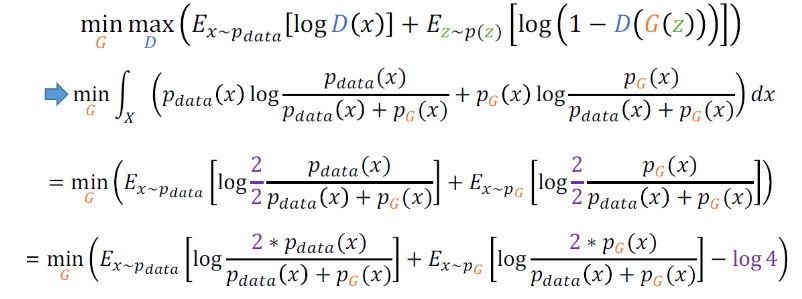 min_G max_D (E_{x~p_data}[log D(x)] + E_{z~p(z)}[log(1 − D(G(z)))])
min_G ∫_X (p_data(x) log p_data(x)/(p_data(x) + p_G(x)) + p_G(x) log p_G(x)/(p_data(x) + p_G(x))) dx
= min_G (E_{x~p_data}[log 2/2 p_data(x)/(p_data(x) + p_G(x))] + E_{x~p_G}[log 2/2 p_G(x)/(p_data(x) + p_G(x))])
= min_G (E_{x~p_data}[log 2 * p_data(x)/(p_data(x) + p_G(x))] + E_{x~p_G}[log 2 * p_G(x)/(p_data(x) + p_G(x))] − log 4)